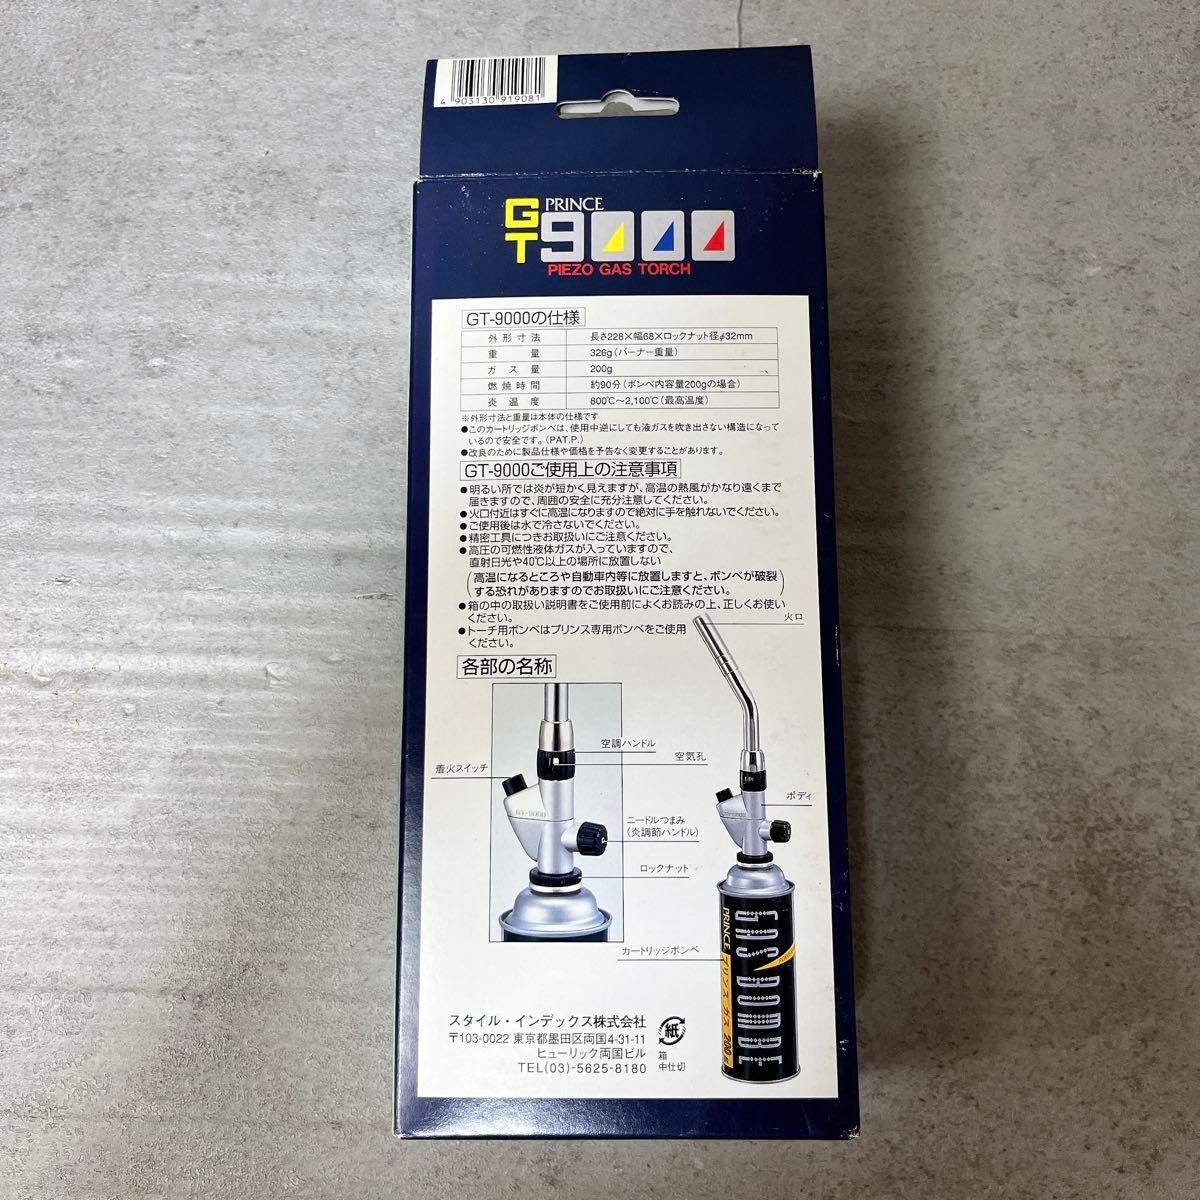 4 903130 919081
PRINCE
GT9000
PIEZO GAS TORCH
GT-9000の仕様
外形寸法 長さ228×幅68×ロックナット径φ32mm
重量 326g(バーナー重量)
ガス量 200g
燃焼時間 約90分(ボンベ内容量200gの場合)
炎温度 800℃〜2,100℃(最高温度)
※外形寸法と重量は本体の仕様です
●このカートリッジボンベは、使用中逆にしても液ガスを吹き出さない構造になって
いるので安全です。(PAT.P.)
●改良のために製品仕様や価格を予告なく変更することがあります。
GT-9000ご使用上の注意事項
●明るい所では炎が短かく見えますが、高温の熱風がかなり遠くまで
届きますので、周囲の安全に充分注意してください。
●火口付近はすぐに高温になりますので絶対に手を触れないでください。
●ご使用後は水で冷さないでください。
●精密工具につきお取扱いにご注意ください。
●高圧の可燃性液体ガスが入っていますので、
直射日光や40℃以上の場所に放置しない
(高温になるところや自動車内等に放置しますと、ボンベが破裂
する恐れがありますのでお取扱いにご注意ください。)
●箱の中の取扱い説明書をご使用前によくお読みの上、正しくお使い
ください。
●トーチ用ボンベはプリンス専用ボンベをご使用
ください。
火口
各部の名称
空調ハンドル
空気孔
着火スイッチ
ボディ
GT-9000
ニードルつまみ
(炎調節ハンドル)
ロックナット
カートリッジボンベ
GAS BOMBE
PRINCE プリンス ガス 200g
スタイル・インデックス株式会社
〒103-0022 東京都墨田区両国4-31-11
ヒューリック両国ビル
TEL(03)-5625-8180
紙
箱
中仕切